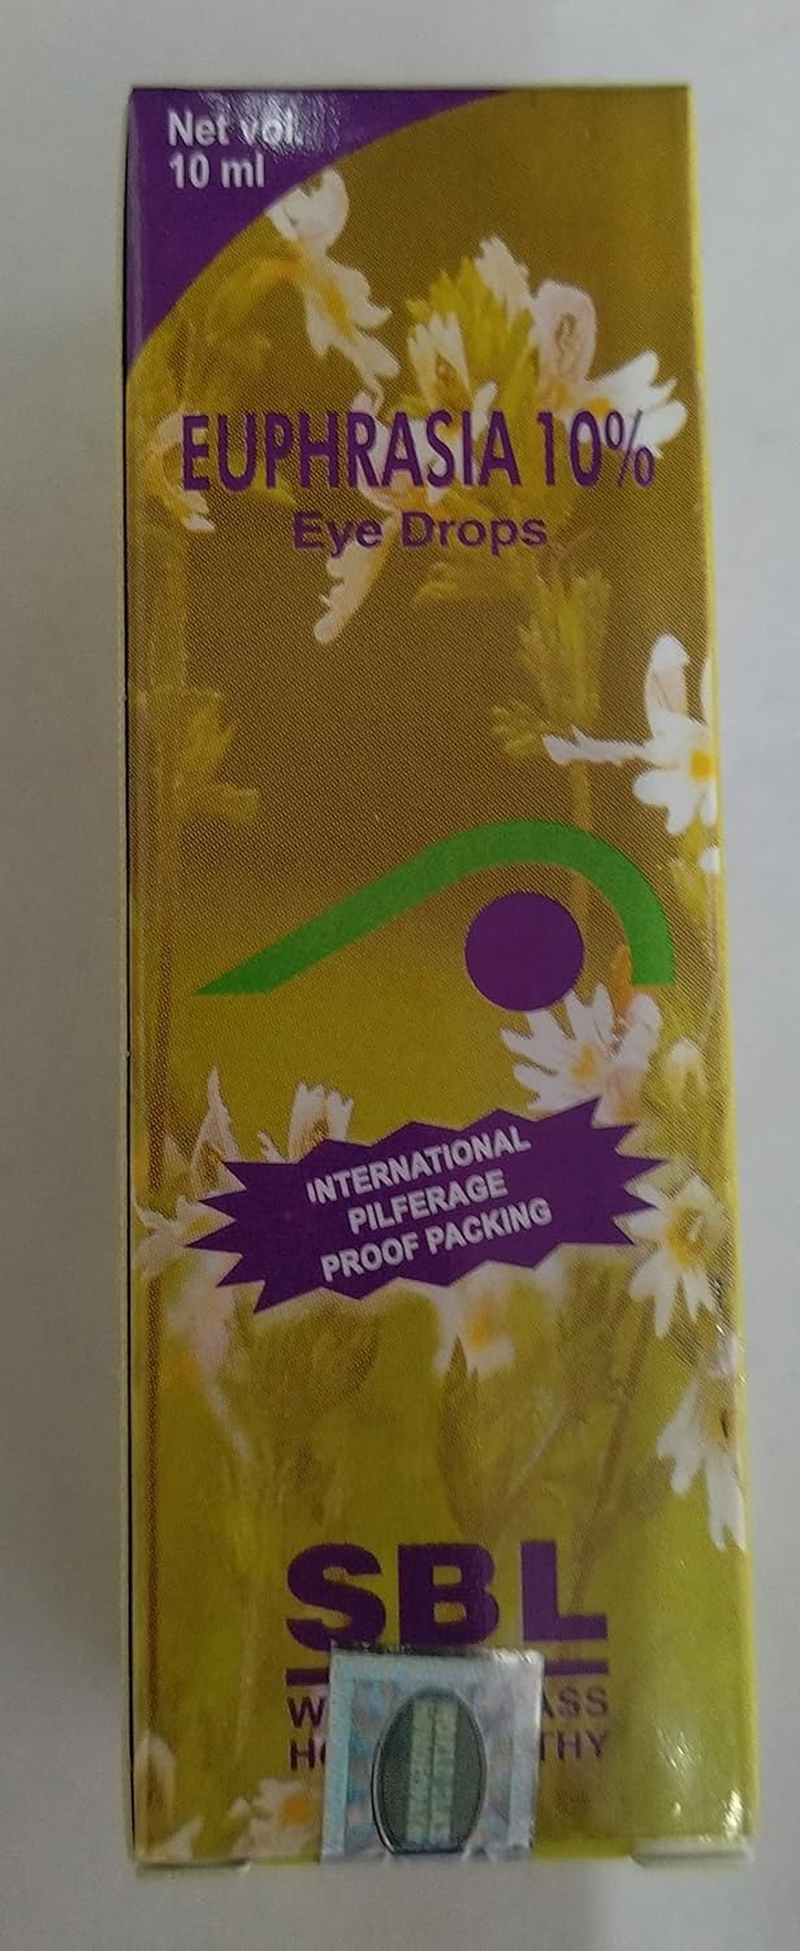 Net vol.
10 ml
EUPHRASIA 10%
Eye Drops
INTERNATIONAL
PILFERAGE
PROOF PACKING
SBL